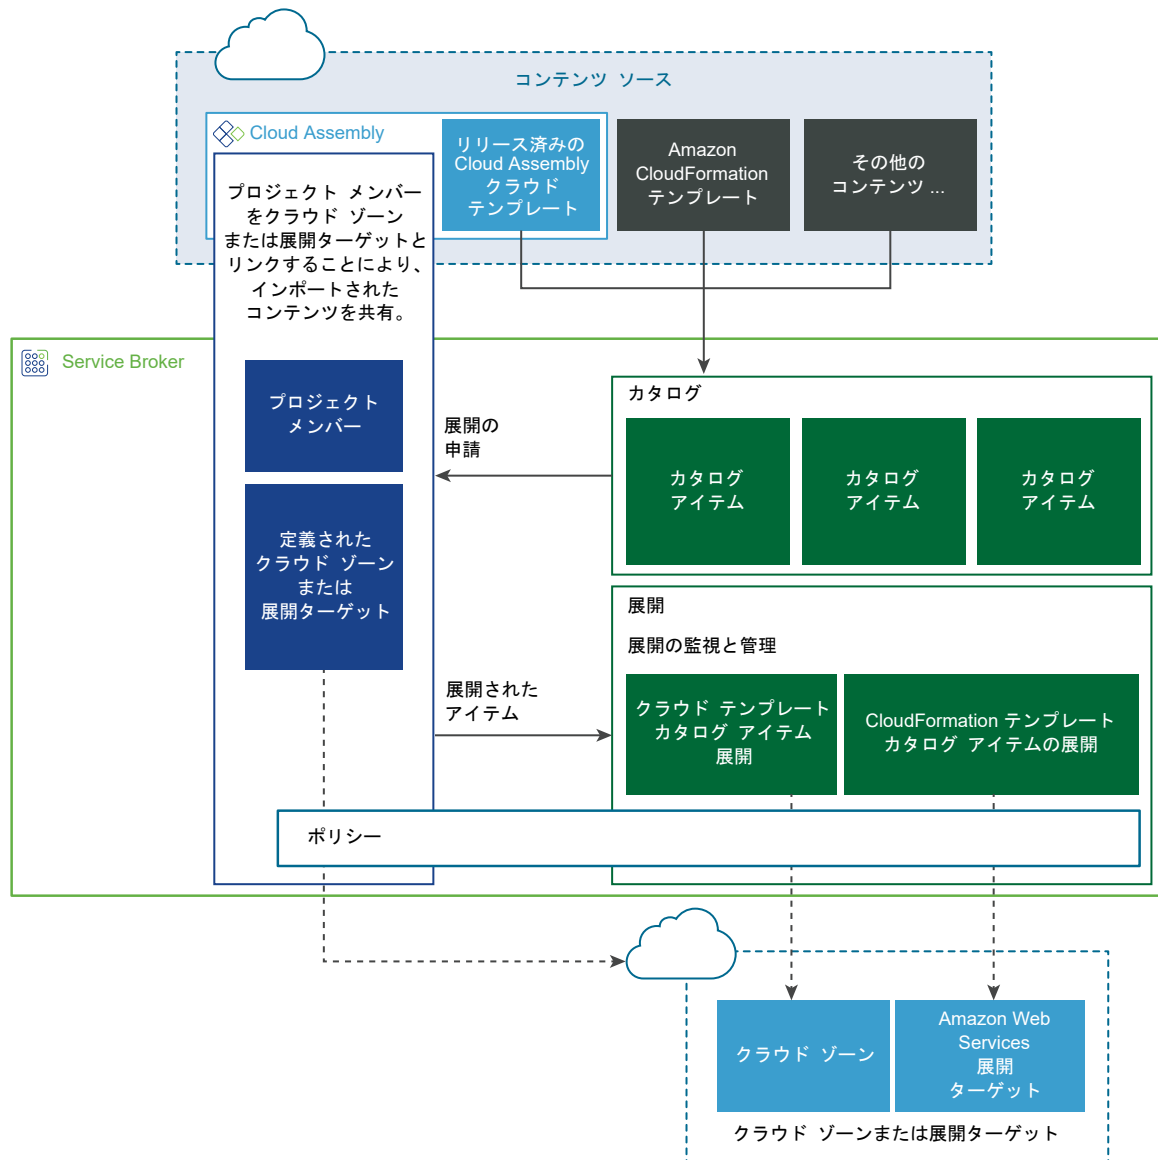 コンテンツ ソース
Cloud Assembly
リリース済みの
Cloud Assembly
クラウド
テンプレート
Amazon
CloudFormation
テンプレート
その他の
コンテンツ ...
プロジェクト メンバー
をクラウド ゾーン
または展開ターゲットと
リンクすることにより、
インポートされた
コンテンツを共有。
Service Broker
プロジェクト
メンバー
定義された
クラウド ゾーン
または
展開ターゲット
展開の
申請
カタログ
カタログ
アイテム
カタログ
アイテム
カタログ
アイテム
展開
展開の監視と管理
展開された
アイテム
クラウド テンプレート
カタログ アイテム
展開
CloudFormation テンプレート
カタログ アイテムの展開
ポリシー
クラウド ゾーン
Amazon Web
Services
展開
ターゲット
クラウド ゾーンまたは展開ターゲット